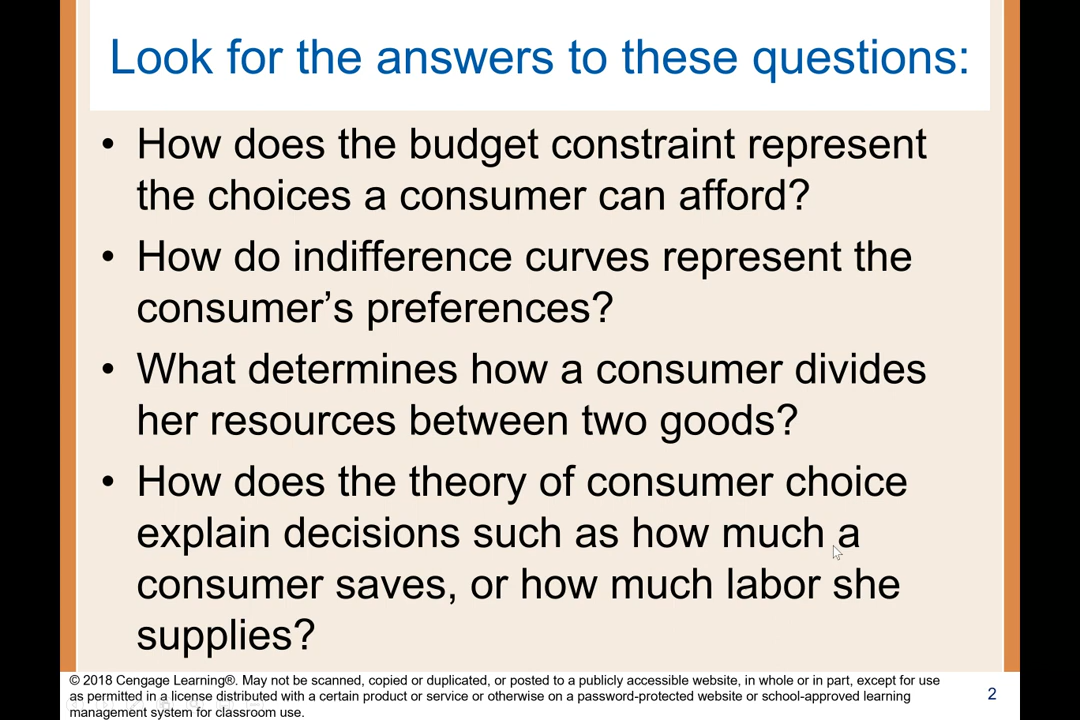 Look for the answers to these questions:
• How does the budget constraint represent
the choices a consumer can afford?
• How do indifference curves represent the
consumer’s preferences?
• What determines how a consumer divides
her resources between two goods?
• How does the theory of consumer choice
explain decisions such as how much a
consumer saves, or how much labor she
supplies?
© 2018 Cengage Learning®. May not be scanned, copied or duplicated, or posted to a publicly accessible website, in whole or in part, except for use
as permitted in a license distributed with a certain product or service or otherwise on a password-protected website or school-approved learning
management system for classroom use.
2